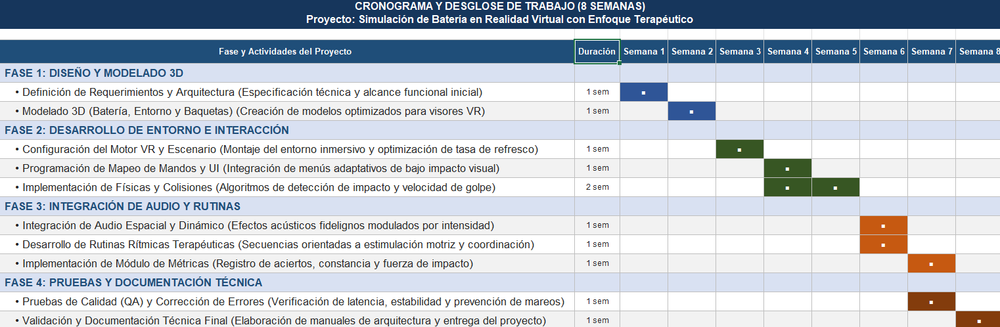 CRONOGRAMA Y DESGLOSE DE TRABAJO (8 SEMANAS)
Proyecto: Simulación de Batería en Realidad Virtual con Enfoque Terapéutico
Fase y Actividades del Proyecto Duración Semana 1 Semana 2 Semana 3 Semana 4 Semana 5 Semana 6 Semana 7 Semana 8
FASE 1: DISEÑO Y MODELADO 3D
• Definición de Requerimientos y Arquitectura (Especificación técnica y alcance funcional inicial) 1 sem
• Modelado 3D (Batería, Entorno y Baquetas) (Creación de modelos optimizados para visores VR) 1 sem
FASE 2: DESARROLLO DE ENTORNO E INTERACCIÓN
• Configuración del Motor VR y Escenario (Montaje del entorno inmersivo y optimización de tasa de refresco) 1 sem
• Programación de Mapeo de Mandos y UI (Integración de menús adaptativos de bajo impacto visual) 1 sem
• Implementación de Físicas y Colisiones (Algoritmos de detección de impacto y velocidad de golpe) 2 sem
FASE 3: INTEGRACIÓN DE AUDIO Y RUTINAS
• Integración de Audio Espacial y Dinámico (Efectos acústicos fidelignos modulados por intensidad) 1 sem
• Desarrollo de Rutinas Rítmicas Terapéuticas (Secuencias orientadas a estimulación motriz y coordinación) 1 sem
• Implementación de Módulo de Métricas (Registro de aciertos, constancia y fuerza de impacto) 1 sem
FASE 4: PRUEBAS Y DOCUMENTACIÓN TÉCNICA
• Pruebas de Calidad (QA) y Corrección de Errores (Verificación de latencia, estabilidad y prevención de mareos) 1 sem
• Validación y Documentación Técnica Final (Elaboración de manuales de arquitectura y entrega del proyecto) 1 sem